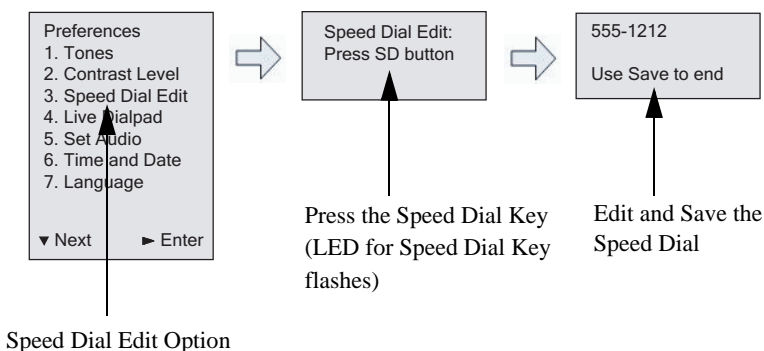 Preferences
1. Tones
2. Contrast Level
3. Speed Dial Edit
4. Live Dialpad
5. Set Audio
6. Time and Date
7. Language
▼ Next ► Enter
Speed Dial Edit:
Press SD button
555-1212
Use Save to end
Press the Speed Dial Key
(LED for Speed Dial Key
flashes)
Edit and Save the
Speed Dial
Speed Dial Edit Option